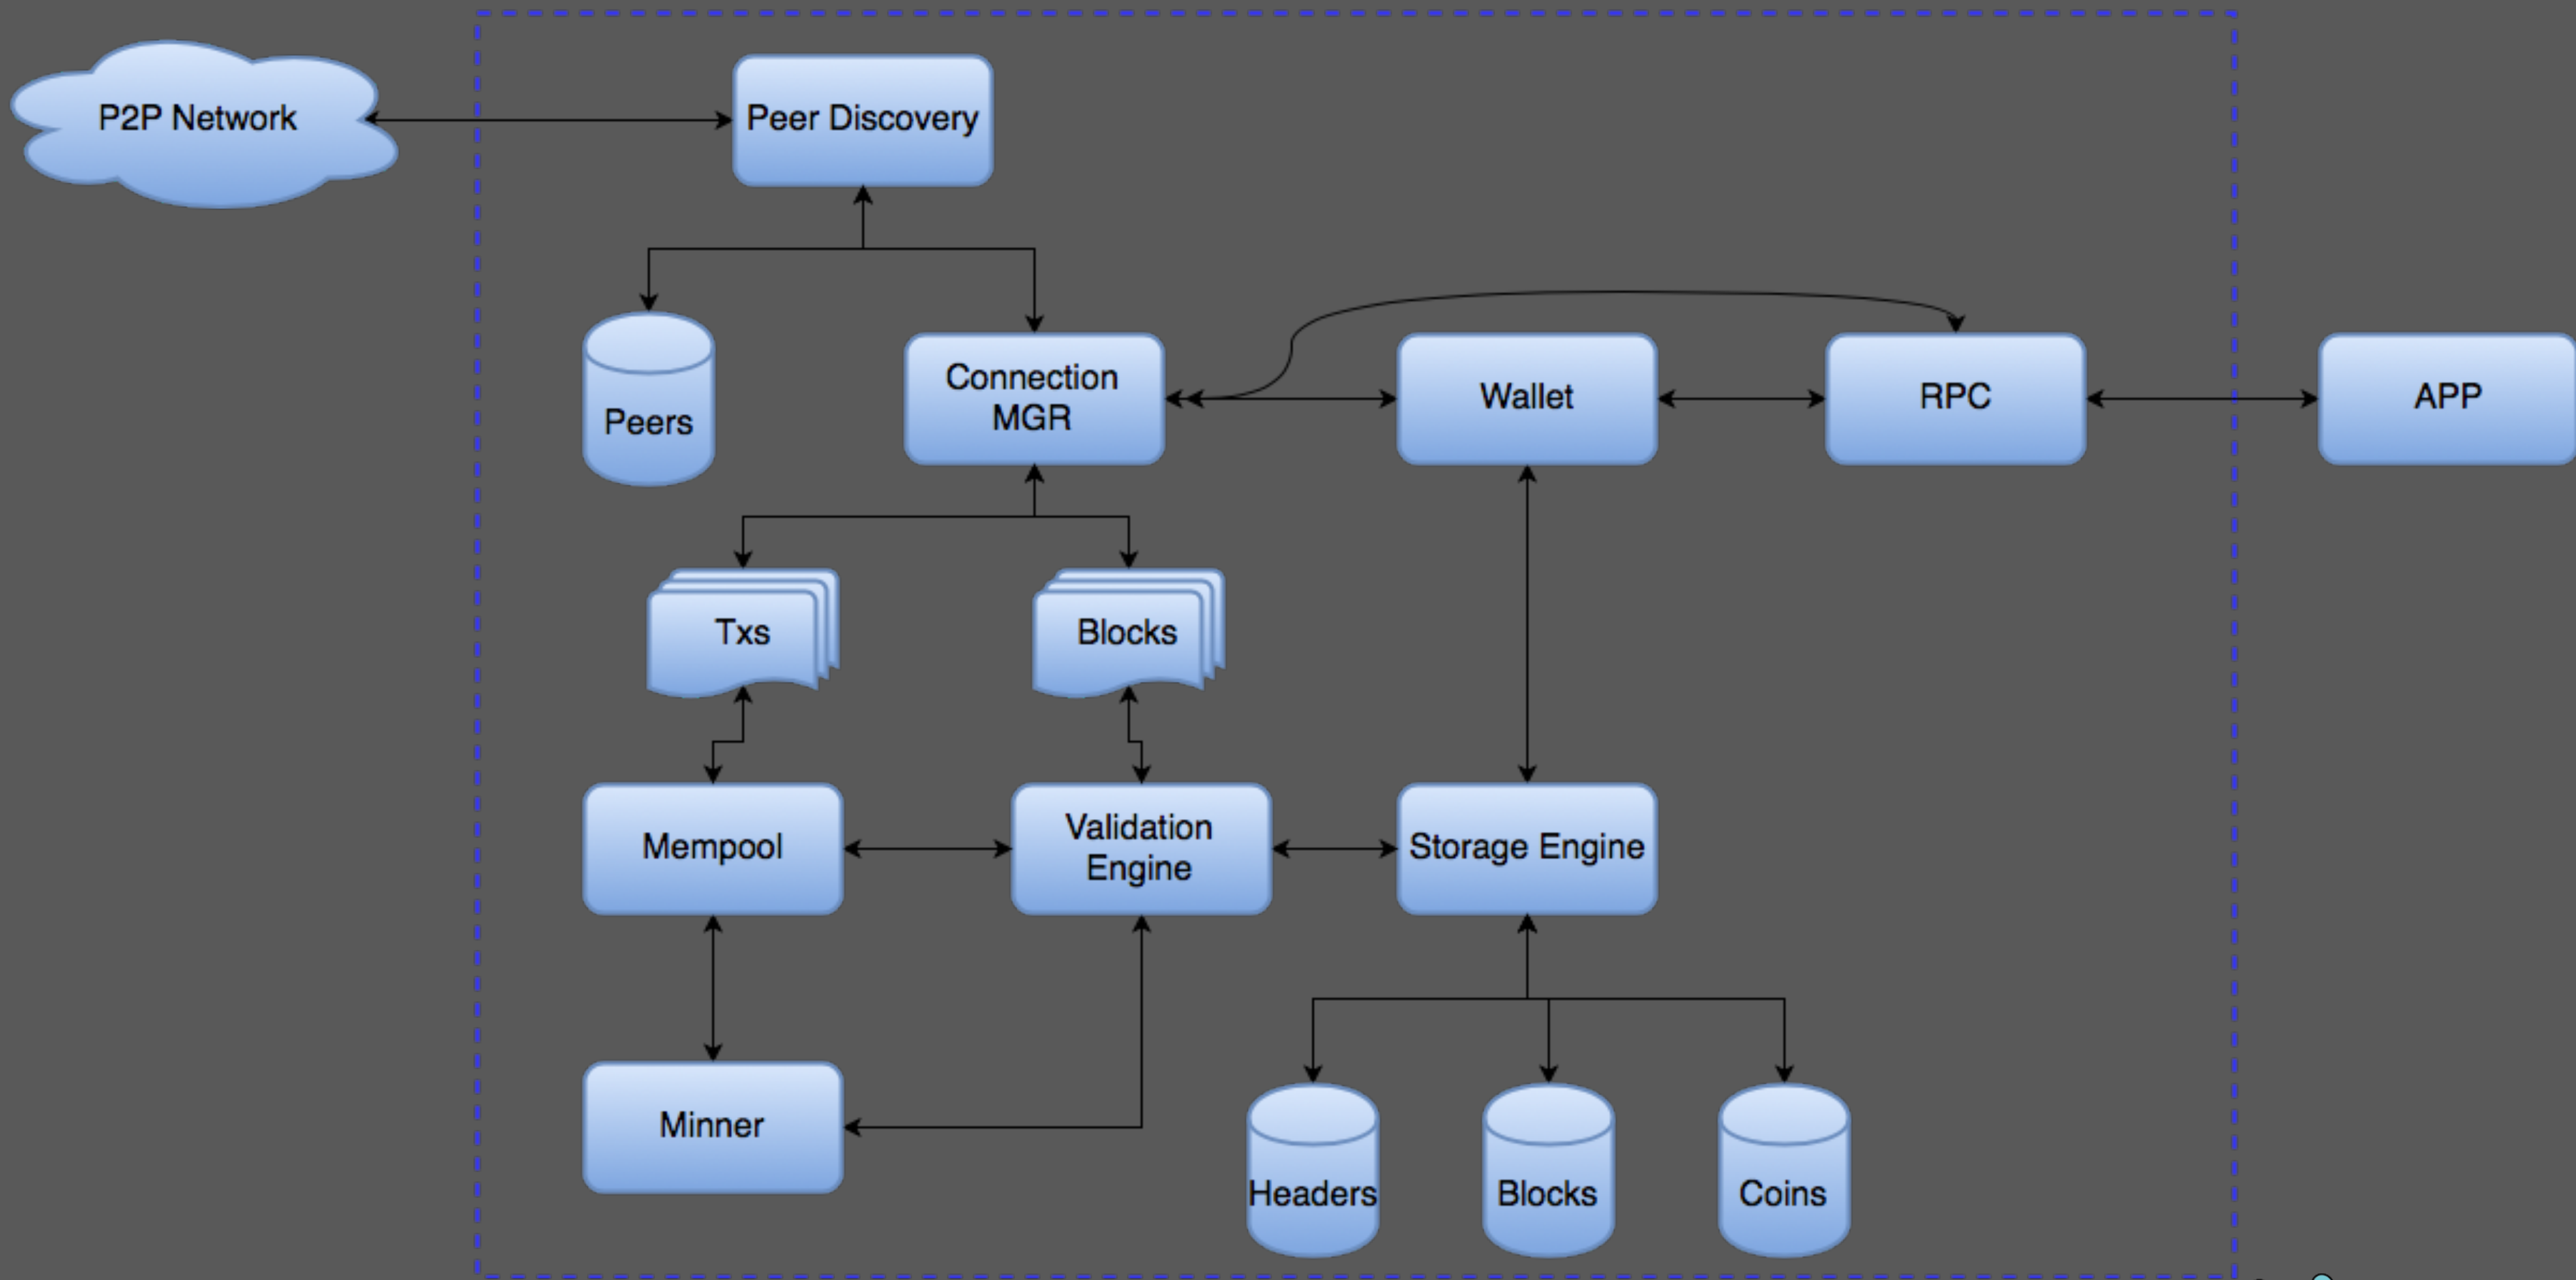 P2P Network
Peer Discovery
Peers
Connection
MGR
Wallet
RPC
APP
Txs
Blocks
Mempool
Validation
Engine
Storage Engine
Minner
Headers
Blocks
Coins